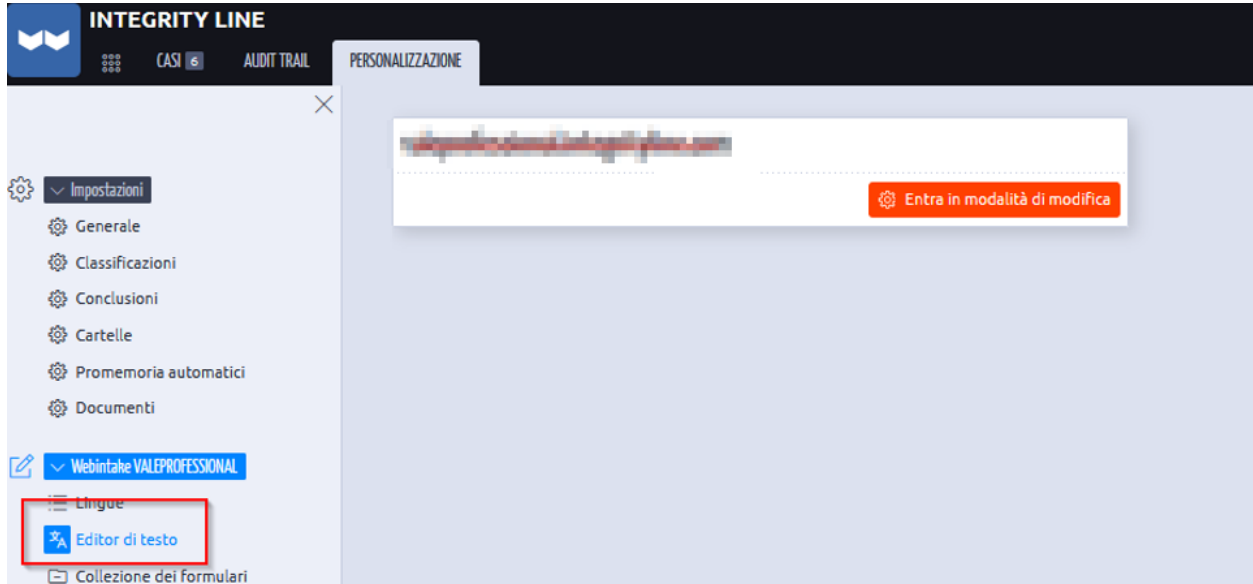 INTEGRITY LINE
CASI 6 AUDIT TRAIL PERSONALIZZAZIONE
Impostazioni
Entra in modalità di modifica
Generale
Classificazioni
Conclusioni
Cartelle
Promemoria automatici
Documenti
Webintake VALEPROFESSIONAL
Lingue
Editor di testo
Collezione dei formulari